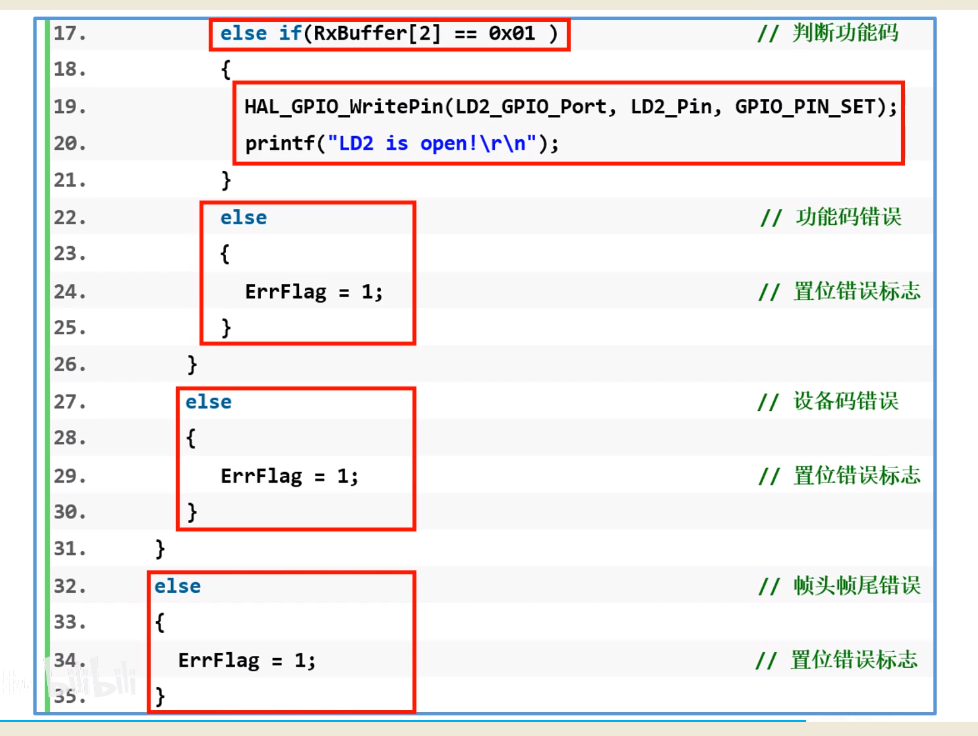 17. else if(RxBuffer[2] == 0x01 ) // 判断功能码
18. {
19. HAL_GPIO_WritePin(LD2_GPIO_Port, LD2_Pin, GPIO_PIN_SET);
20. printf("LD2 is open!\r\n");
21. }
22. else // 功能码错误
23. {
24. ErrFlag = 1; // 置位错误标志
25. }
26. }
27. else // 设备码错误
28. {
29. ErrFlag = 1; // 置位错误标志
30. }
31. }
32. else // 帧头帧尾错误
33. {
34. ErrFlag = 1; // 置位错误标志
bilibili
35. }